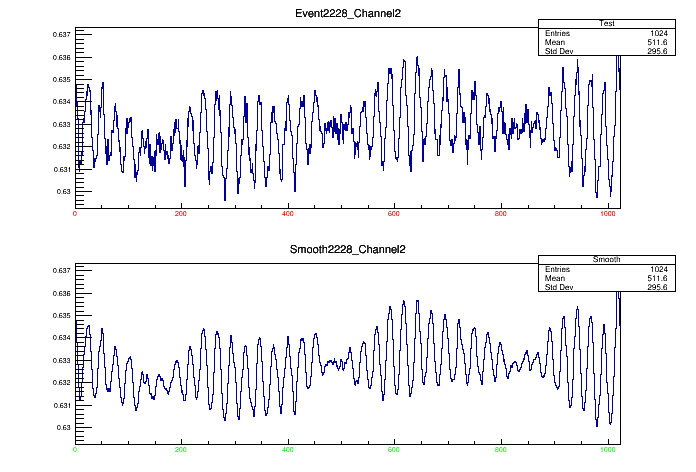 Event2228_Channel2
Test
Entries 1024
Mean 511.6
Std Dev 295.6
0.637
0.636
0.635
0.634
0.633
0.632
0.631
0.63
0 200 400 600 800 1000
Smooth2228_Channel2
Smooth
Entries 1024
Mean 511.6
Std Dev 295.6
0.637
0.636
0.635
0.634
0.633
0.632
0.631
0.63
0 200 400 600 800 1000